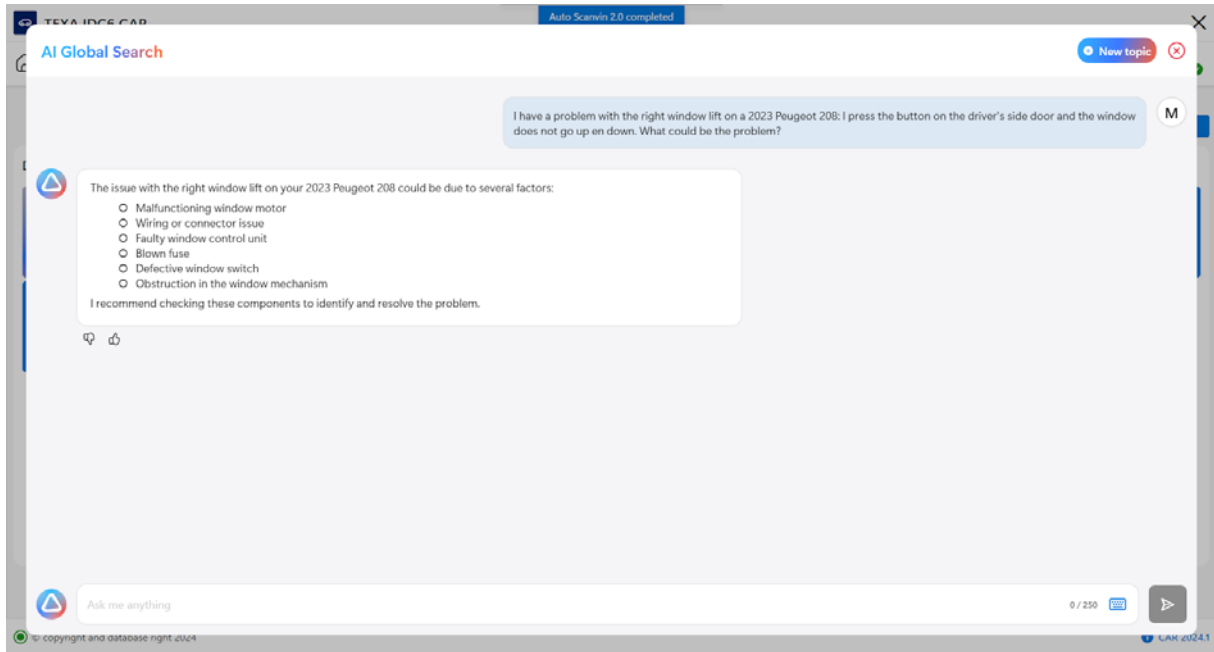 TEXA IDC6 CAR
Auto Scanvin 2.0 completed
AI Global Search
New topic
I have a problem with the right window lift on a 2023 Peugeot 208: I press the button on the driver's side door and the window
does not go up en down. What could be the problem?
M
The issue with the right window lift on your 2023 Peugeot 208 could be due to several factors:
Malfunctioning window motor
Wiring or connector issue
Faulty window control unit
Blown fuse
Defective window switch
Obstruction in the window mechanism
I recommend checking these components to identify and resolve the problem.
Ask me anything
0 / 250
© copyright and database right 2024
CAR 2024.1